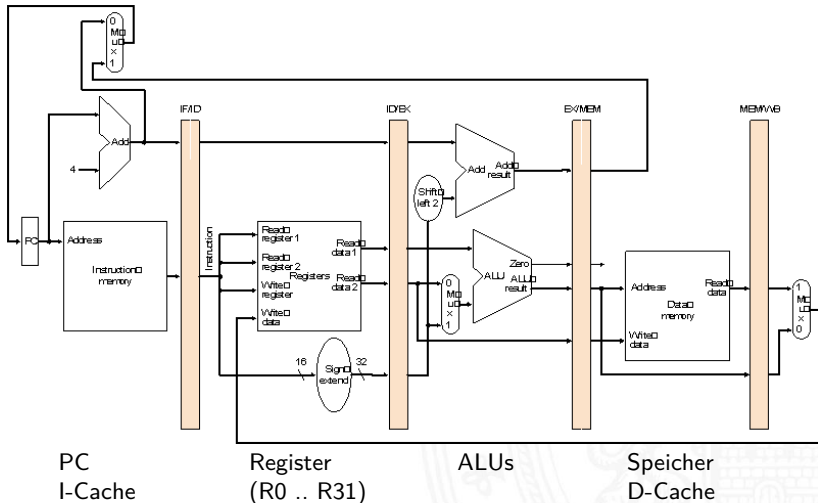 0
M
u
x
1
IF/ID
ID/EX
EX/MEM
MEM/WB
Add
4
Add
Add
result
Shift
left 2
PC
Address
Instruction
memory
Instruction
Read
register 1
Read
register 2
Registers
Write
register
Write
data
Read
data 1
Read
data 2
0
M
u
x
1
Zero
ALU
ALU
result
Address
Read
data
Data
memory
Write
data
1
M
u
x
0
16
Sign
extend
32
PC
I-Cache
Register
(R0 .. R31)
ALUs
Speicher
D-Cache